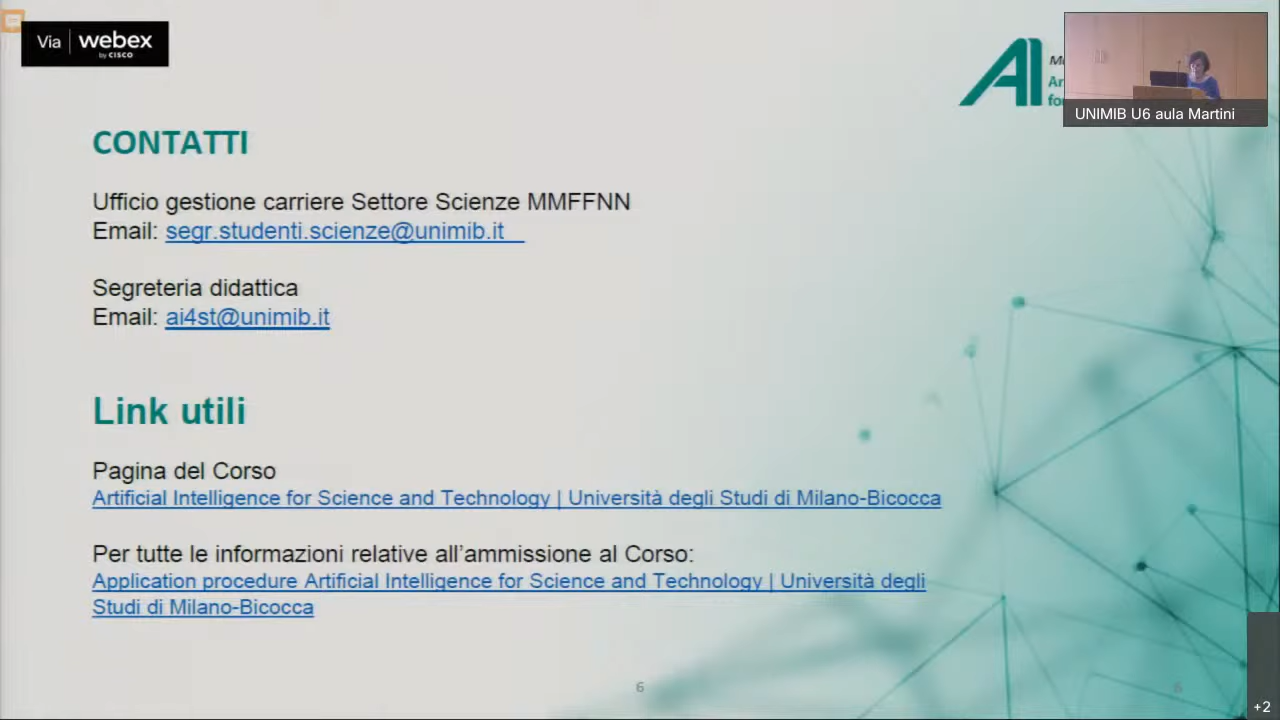 Via webex
by CISCO
AI
UNIMIB U6 aula Martini
CONTATTI
Ufficio gestione carriere Settore Scienze MMFFNN
Email: segr.studenti.scienze@unimib.it
Segreteria didattica
Email: ai4st@unimib.it
Link utili
Pagina del Corso
Artificial Intelligence for Science and Technology | Università degli Studi di Milano-Bicocca
Per tutte le informazioni relative all'ammissione al Corso:
Application procedure Artificial Intelligence for Science and Technology | Università degli
Studi di Milano-Bicocca
6
+2